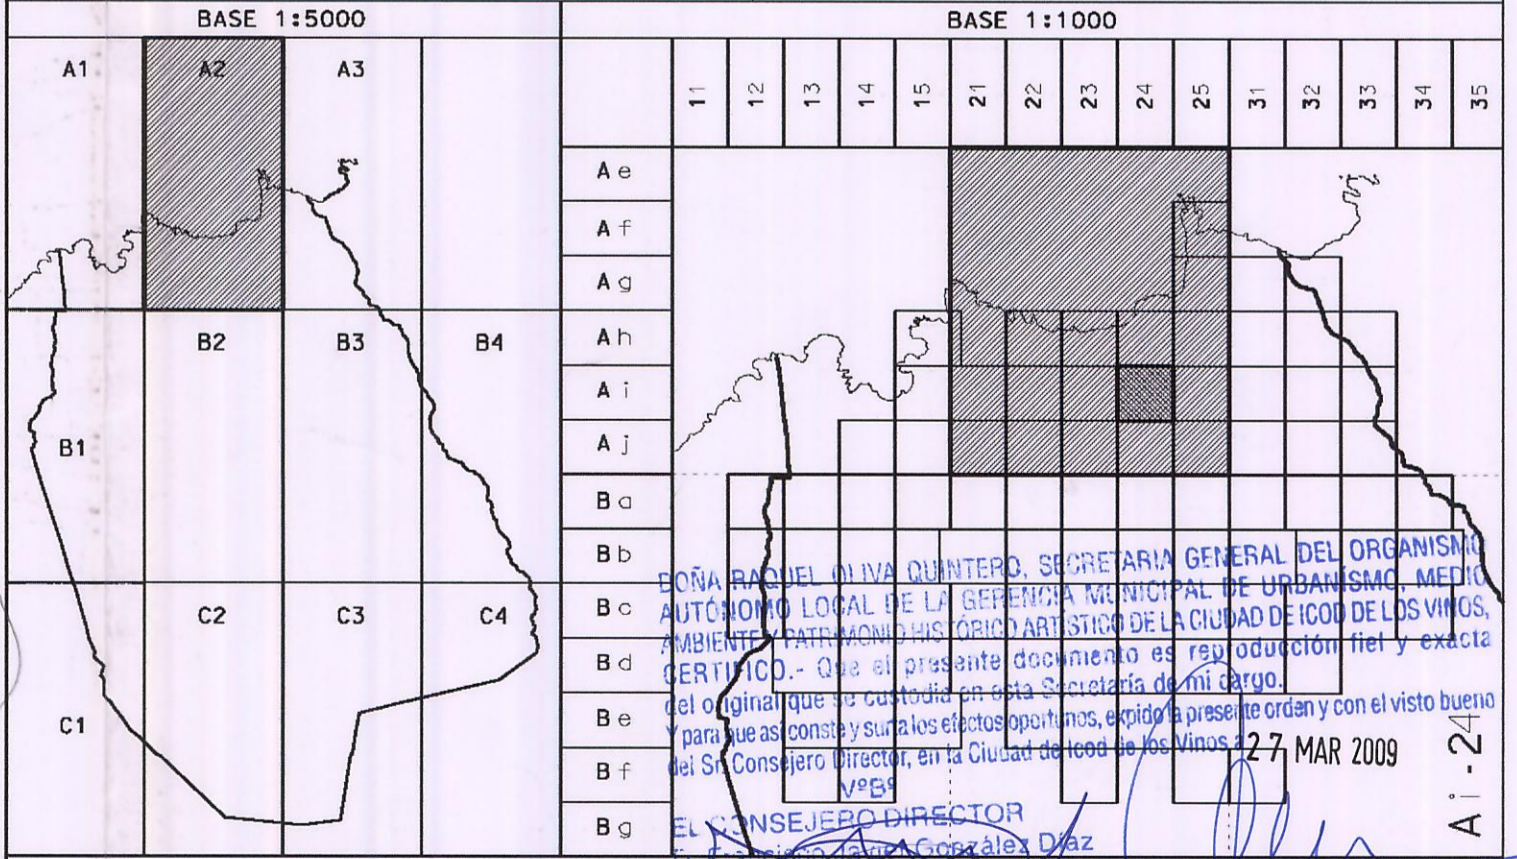 BASE 1:5000
A1 A2 A3
B2 B3 B4
B1
C2 C3 C4
C1
BASE 1:1000
11 12 13 14 15 21 22 23 24 25 31 32 33 34 35
Ae
Af
Ag
Ah
Ai
Aj
Ba
Bb
Bc
Bd
Be
Bf
Bg
DOÑA RAQUEL OLIVA QUINTERO, SECRETARIA GENERAL DEL ORGANISMO
AUTÓNOMO LOCAL DE LA GERENCIA MUNICIPAL DE URBANÍSMO, MEDIO
AMBIENTE Y PATRIMONIO HISTÓRICO ARTÍSTICO DE LA CIUDAD DE ICOD DE LOS VINOS,
CERTIFICO.- Que el presente documento es reproducción fiel y exacta
del original que se custodia en esta Secretaría de mi cargo.
Y para que así conste y surta los efectos oportunos, expido la presente orden y con el visto bueno
del Sr. Consejero Director, en la Ciudad de Icod de los Vinos a 27 MAR 2009
VºBº
EL CONSEJERO DIRECTOR
González Díaz
Ai - 24